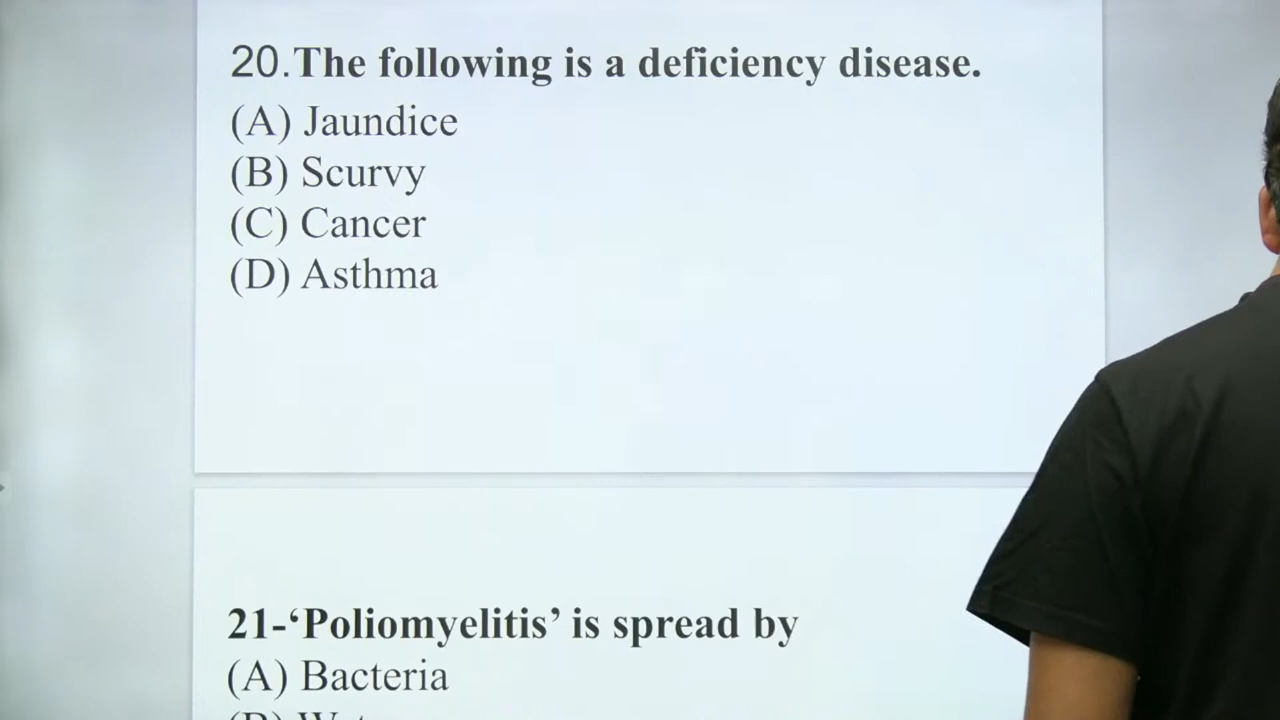 20.The following is a deficiency disease.
(A) Jaundice
(B) Scurvy
(C) Cancer
(D) Asthma
21-‘Poliomyelitis’ is spread by
(A) Bacteria